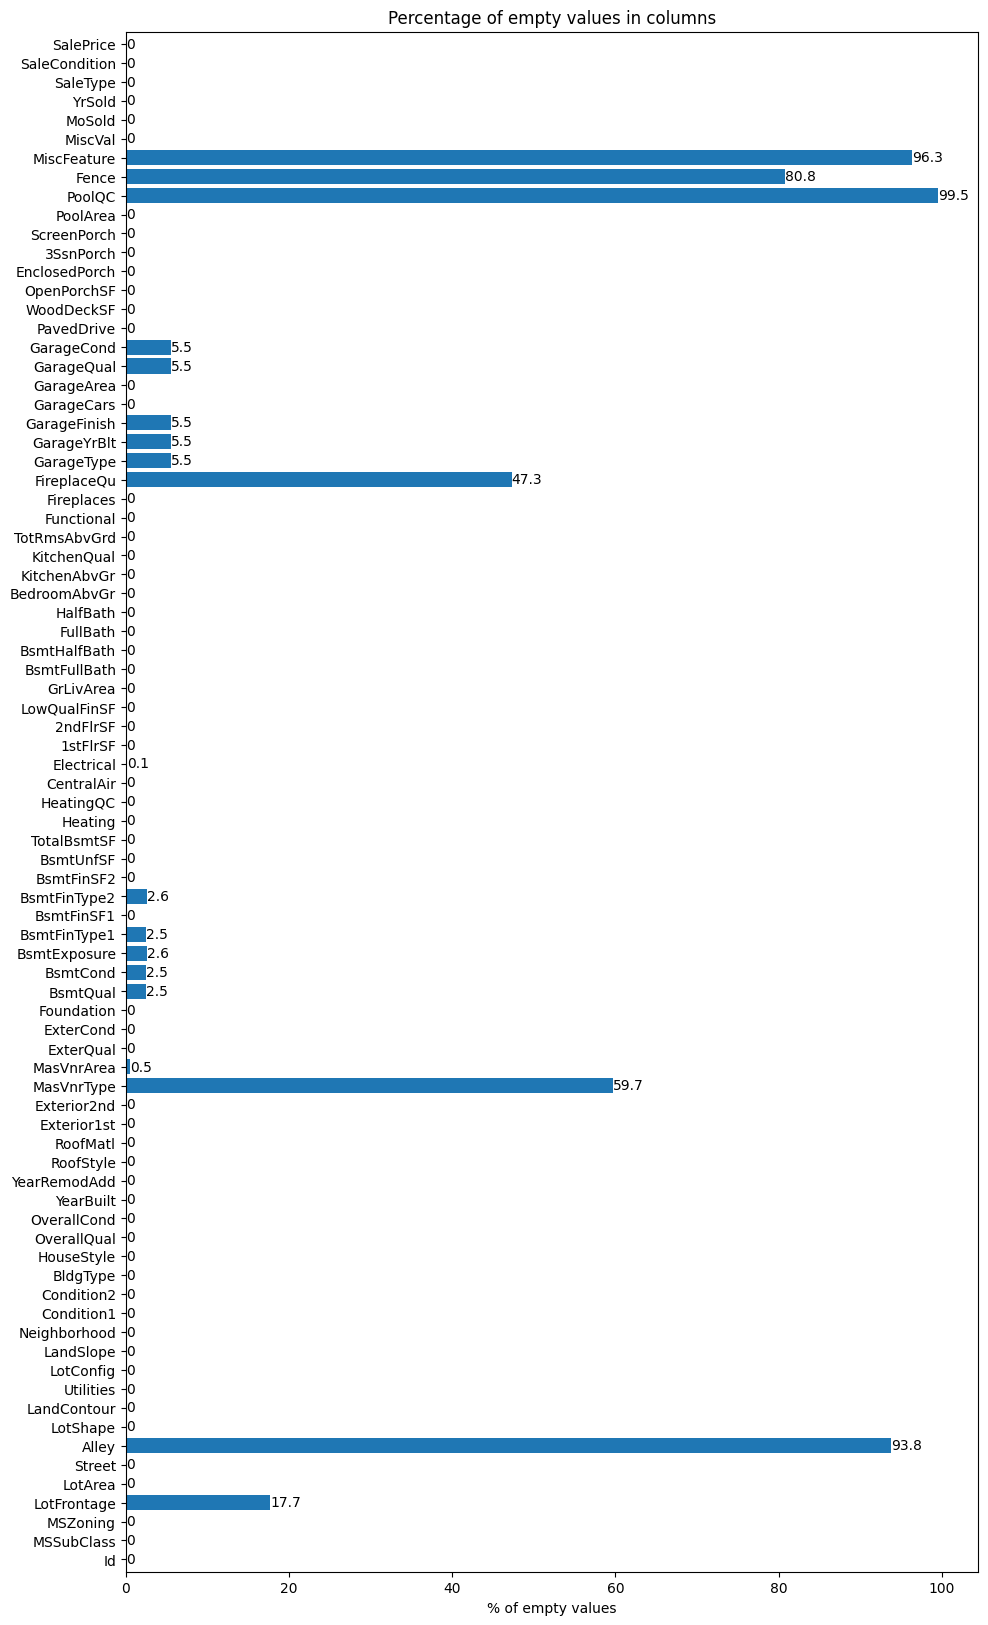 Percentage of empty values in columns
SalePrice 0
SaleCondition 0
SaleType 0
YrSold 0
MoSold 0
MiscVal 0
MiscFeature 96.3
Fence 80.8
PoolQC 99.5
PoolArea 0
ScreenPorch 0
3SsnPorch 0
EnclosedPorch 0
OpenPorchSF 0
WoodDeckSF 0
PavedDrive 0
GarageCond 5.5
GarageQual 5.5
GarageArea 0
GarageCars 0
GarageFinish 5.5
GarageYrBlt 5.5
GarageType 5.5
FireplaceQu 47.3
Fireplaces 0
Functional 0
TotRmsAbvGrd 0
KitchenQual 0
KitchenAbvGr 0
BedroomAbvGr 0
HalfBath 0
FullBath 0
BsmtHalfBath 0
BsmtFullBath 0
GrLivArea 0
LowQualFinSF 0
2ndFlrSF 0
1stFlrSF 0
Electrical 0.1
CentralAir 0
HeatingQC 0
Heating 0
TotalBsmtSF 0
BsmtUnfSF 0
BsmtFinSF2 0
BsmtFinType2 2.6
BsmtFinSF1 0
BsmtFinType1 2.5
BsmtExposure 2.6
BsmtCond 2.5
BsmtQual 2.5
Foundation 0
ExterCond 0
ExterQual 0
MasVnrArea 0.5
MasVnrType 59.7
Exterior2nd 0
Exterior1st 0
RoofMatl 0
RoofStyle 0
YearRemodAdd 0
YearBuilt 0
OverallCond 0
OverallQual 0
HouseStyle 0
BldgType 0
Condition2 0
Condition1 0
Neighborhood 0
LandSlope 0
LotConfig 0
Utilities 0
LandContour 0
LotShape 0
Alley 93.8
Street 0
LotArea 0
LotFrontage 17.7
MSZoning 0
MSSubClass 0
Id 0
0 20 40 60 80 100
% of empty values